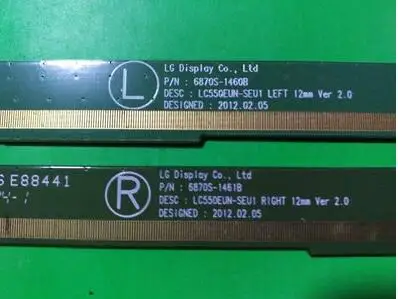 L
LG Display Co., Ltd
P/N : 6870S-1460B
DESC : LC550EUN-SEU1 LEFT 12mm Ver 2.0
DESIGNED : 2012.02.05
E88441
R
LG Display Co., Ltd
P/N : 6870S-1461B
DESC : LC550EUN-SEU1 RIGHT 12mm Ver 2.0
DESIGNED : 2012.02.05